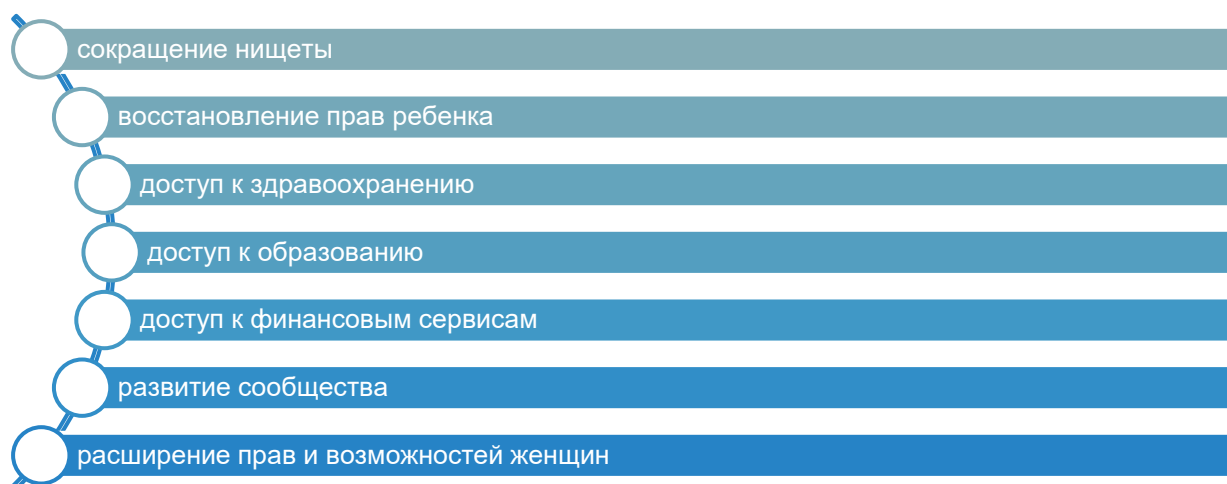 сокращение нищеты
восстановление прав ребенка
доступ к здравоохранению
доступ к образованию
доступ к финансовым сервисам
развитие сообщества
расширение прав и возможностей женщин